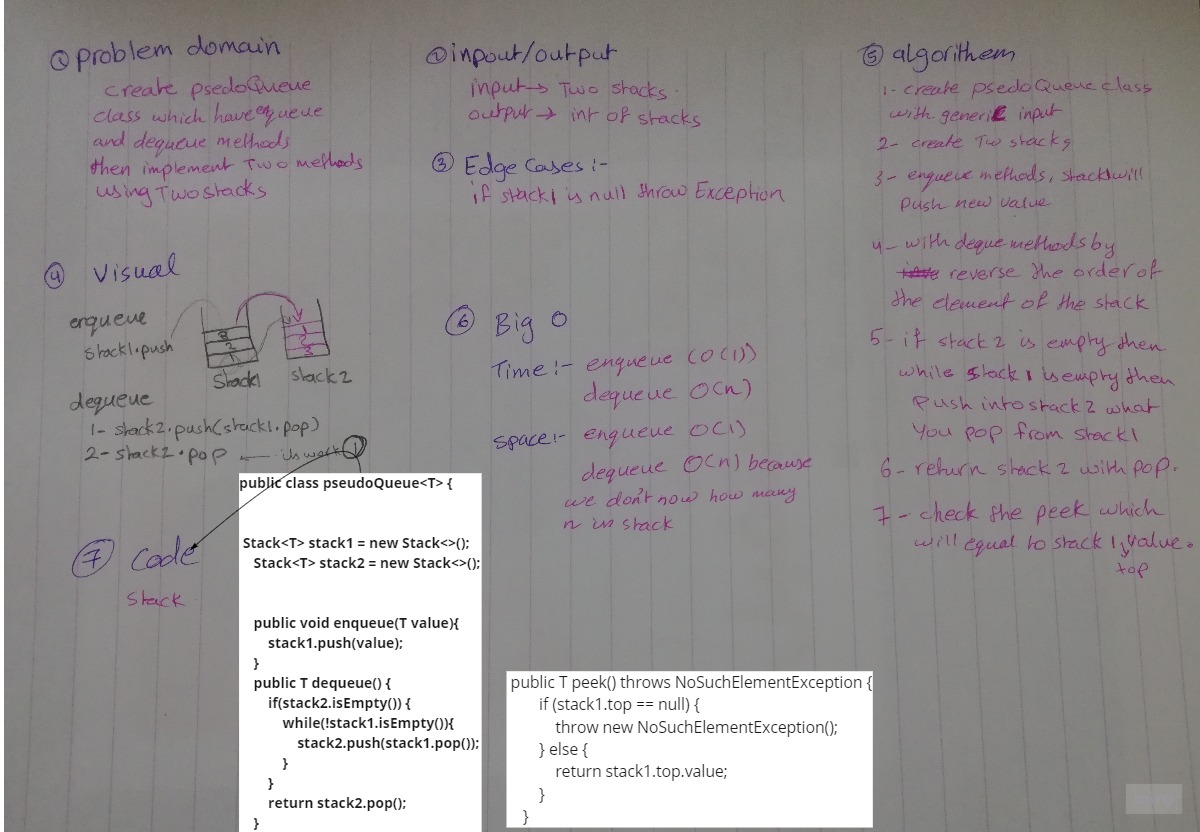 ① problem domain
create psedoQueue
class which have enqueue
and dequeue methods
then implement Two methods
using Two stacks
② inpout/output
input → Two stacks.
output → int of stacks
③ Edge Cases :-
if stack1 is null throw Exception
④ Visual
enqueue
stack1.push
3
2
1
1
2
3
Stack1
stack2
dequeue
1- stack2.push(stack1.pop)
2- stack2.pop ←
1
⑤ algorithem
1- create psedoQueue class
with generic input
2- create Two stacks
3- enqueue methods, stack1 will
push new value
4- with deque methods by
reverse the order of
the element of the stack
5- if stack 2 is empty then
while stack 1 is empty then
push into stack 2 what
you pop from stack1
6- return stack 2 with pop.
7- check the peek which
will equal to stack 1, value.
top
⑥ Big O
Time :- enqueue (O(1))
dequeue O(n)
space :- enqueue O(1)
dequeue O(n) because
we don't now how many
n in stack
⑦ Code
Stack
public class pseudoQueue<T> {
Stack<T> stack1 = new Stack<>();
Stack<T> stack2 = new Stack<>();
public void enqueue(T value){
stack1.push(value);
}
public T dequeue() {
if(stack2.isEmpty()) {
while(!stack1.isEmpty()){
stack2.push(stack1.pop());
}
}
return stack2.pop();
}
public T peek() throws NoSuchElementException {
if (stack1.top == null) {
throw new NoSuchElementException();
} else {
return stack1.top.value;
}
}